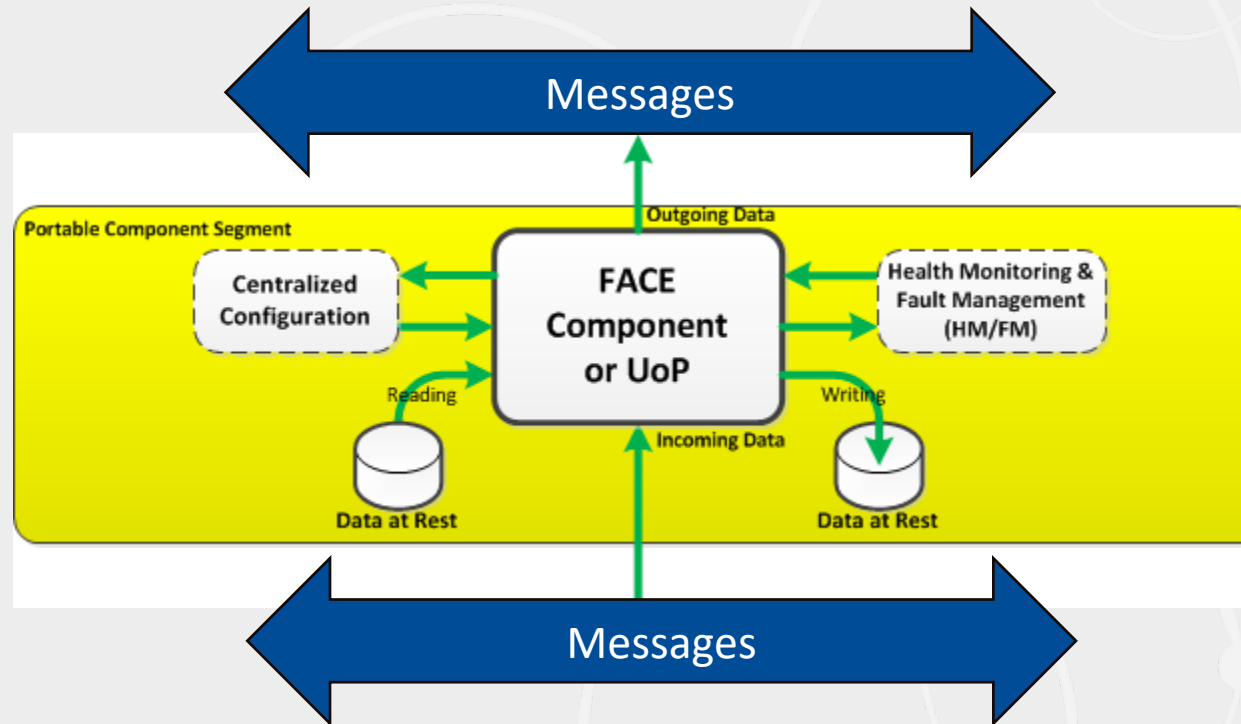 Messages
Outgoing Data
Portable Component Segment
Centralized
Configuration
FACE
Component
or UoP
Health Monitoring &
Fault Management
(HM/FM)
Reading
Writing
Incoming Data
Data at Rest
Data at Rest
Messages